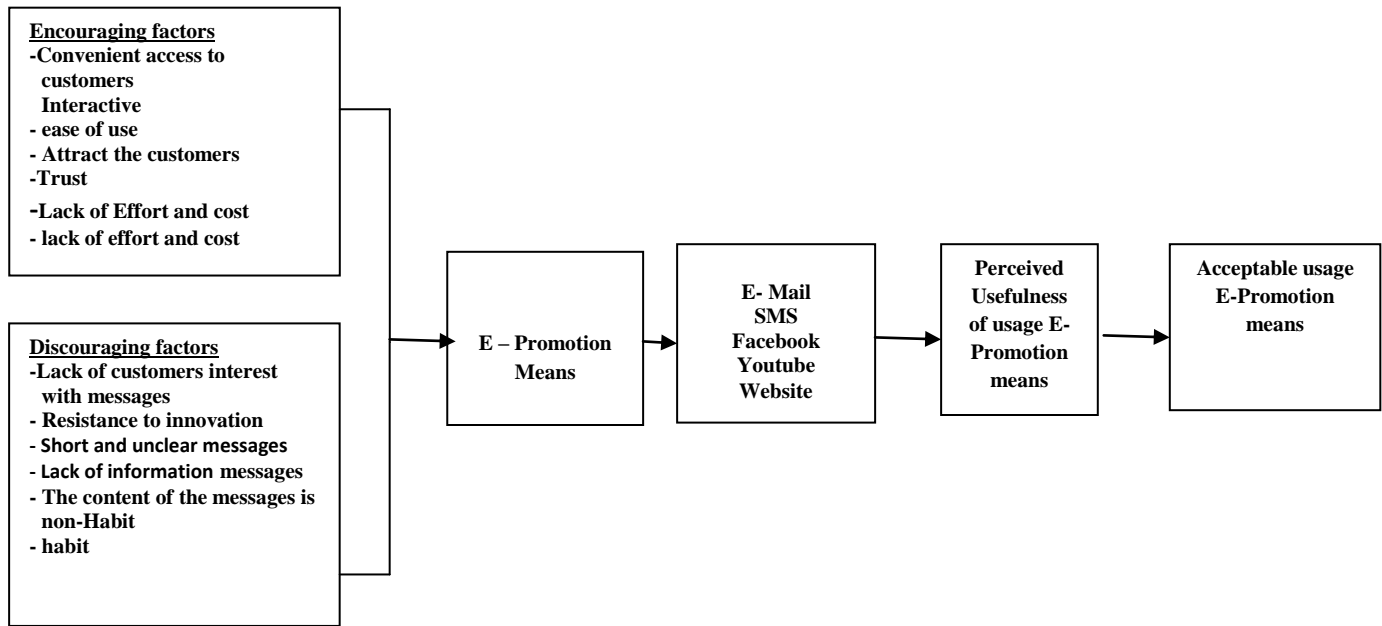 Encouraging factors
-Convenient access to
customers
Interactive
- ease of use
- Attract the customers
-Trust
-Lack of Effort and cost
- lack of effort and cost
Discouraging factors
-Lack of customers interest
with messages
- Resistance to innovation
- Short and unclear messages
- Lack of information messages
- The content of the messages is
non-Habit
- habit
E – Promotion
Means
E- Mail
SMS
Facebook
Youtube
Website
Perceived
Usefulness
of usage E-
Promotion
means
Acceptable usage
E-Promotion
means